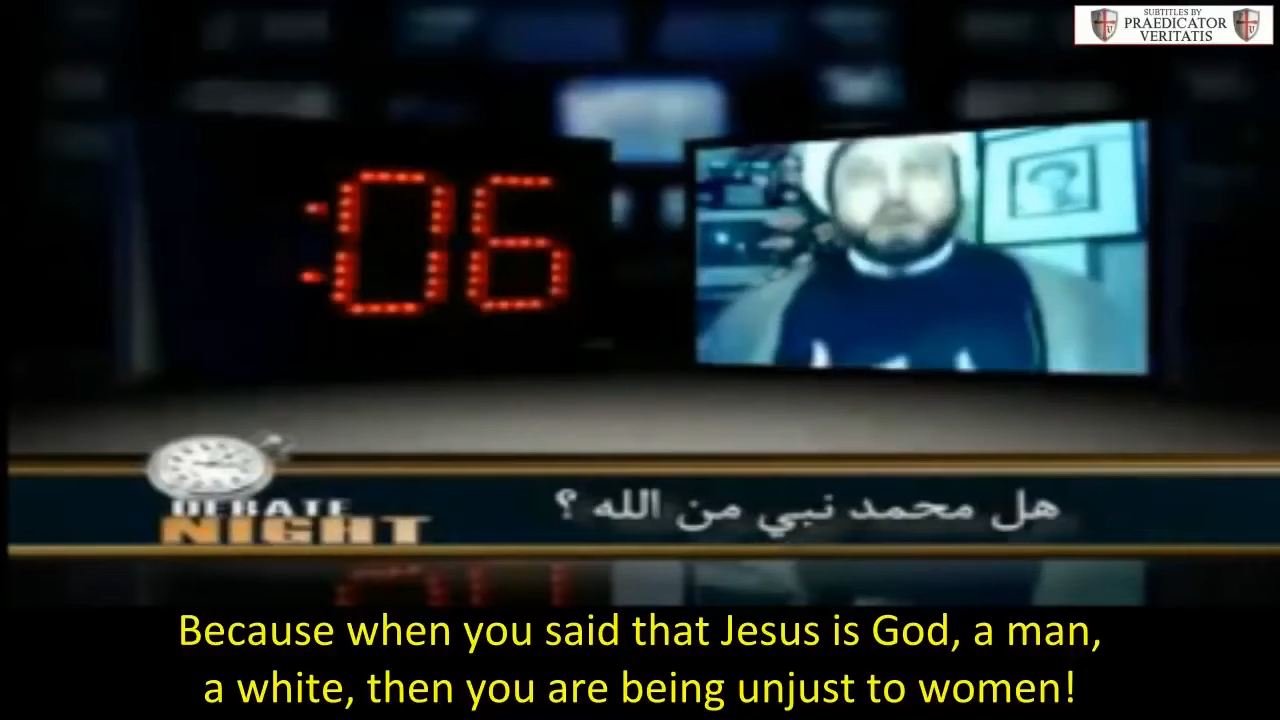 SUBTITLES BY
PRAEDICATOR
VERITATIS
:06
DEBATE
NIGHT
هل محمد نبي من الله ؟
Because when you said that Jesus is God, a man,
a white, then you are being unjust to women!